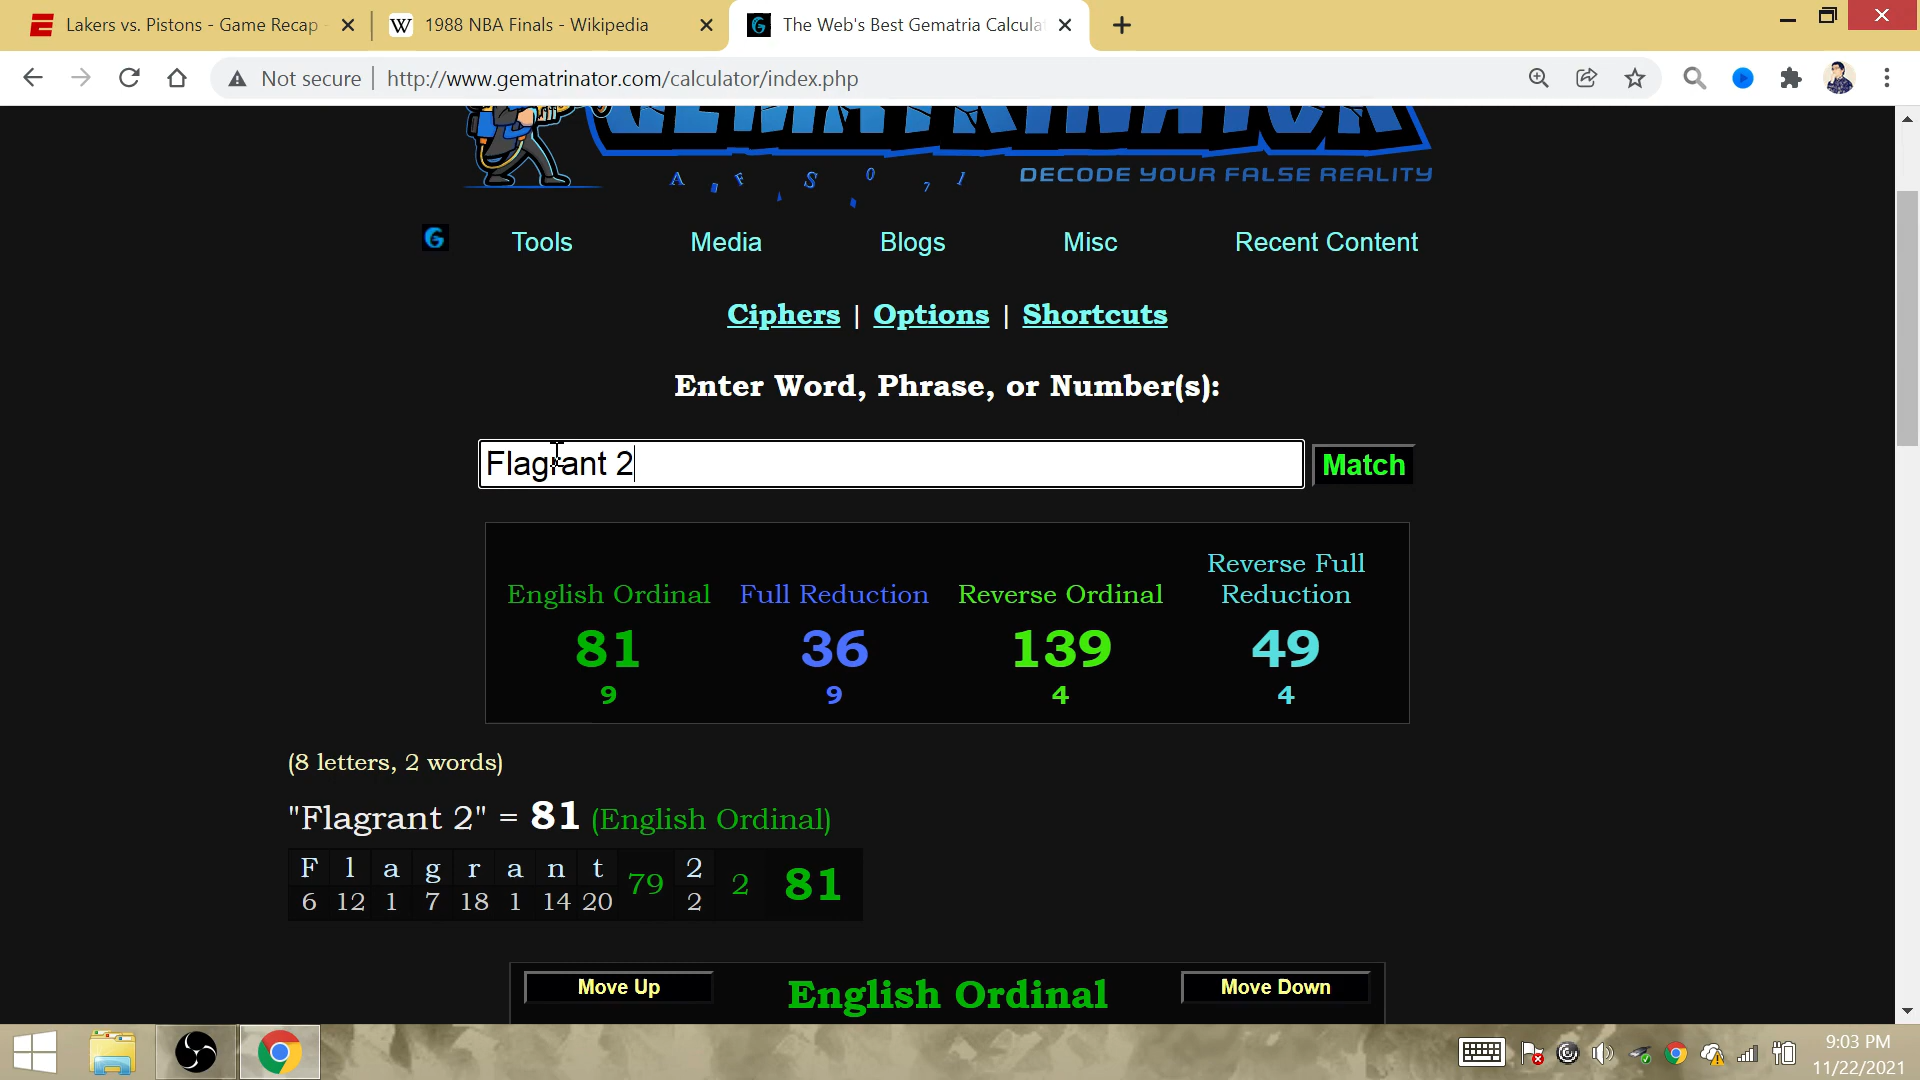 Lakers vs. Pistons - Game Recap
1988 NBA Finals - Wikipedia
The Web's Best Gematria Calcula
Not secure
http://www.gematrinator.com/calculator/index.php
GEMATRINATOR
A F S 0 7 I
DECODE YOUR FALSE REALITY
Tools Media Blogs Misc Recent Content
Ciphers | Options | Shortcuts
Enter Word, Phrase, or Number(s):
Flagrant 2
Match
English Ordinal Full Reduction Reverse Ordinal Reverse Full Reduction
81 36 139 49
9 9 4 4
(8 letters, 2 words)
"Flagrant 2" = 81 (English Ordinal)
F l a g r a n t 79 2 2 81
6 12 1 7 18 1 14 20 2
Move Up English Ordinal Move Down
9:03 PM
11/22/2021